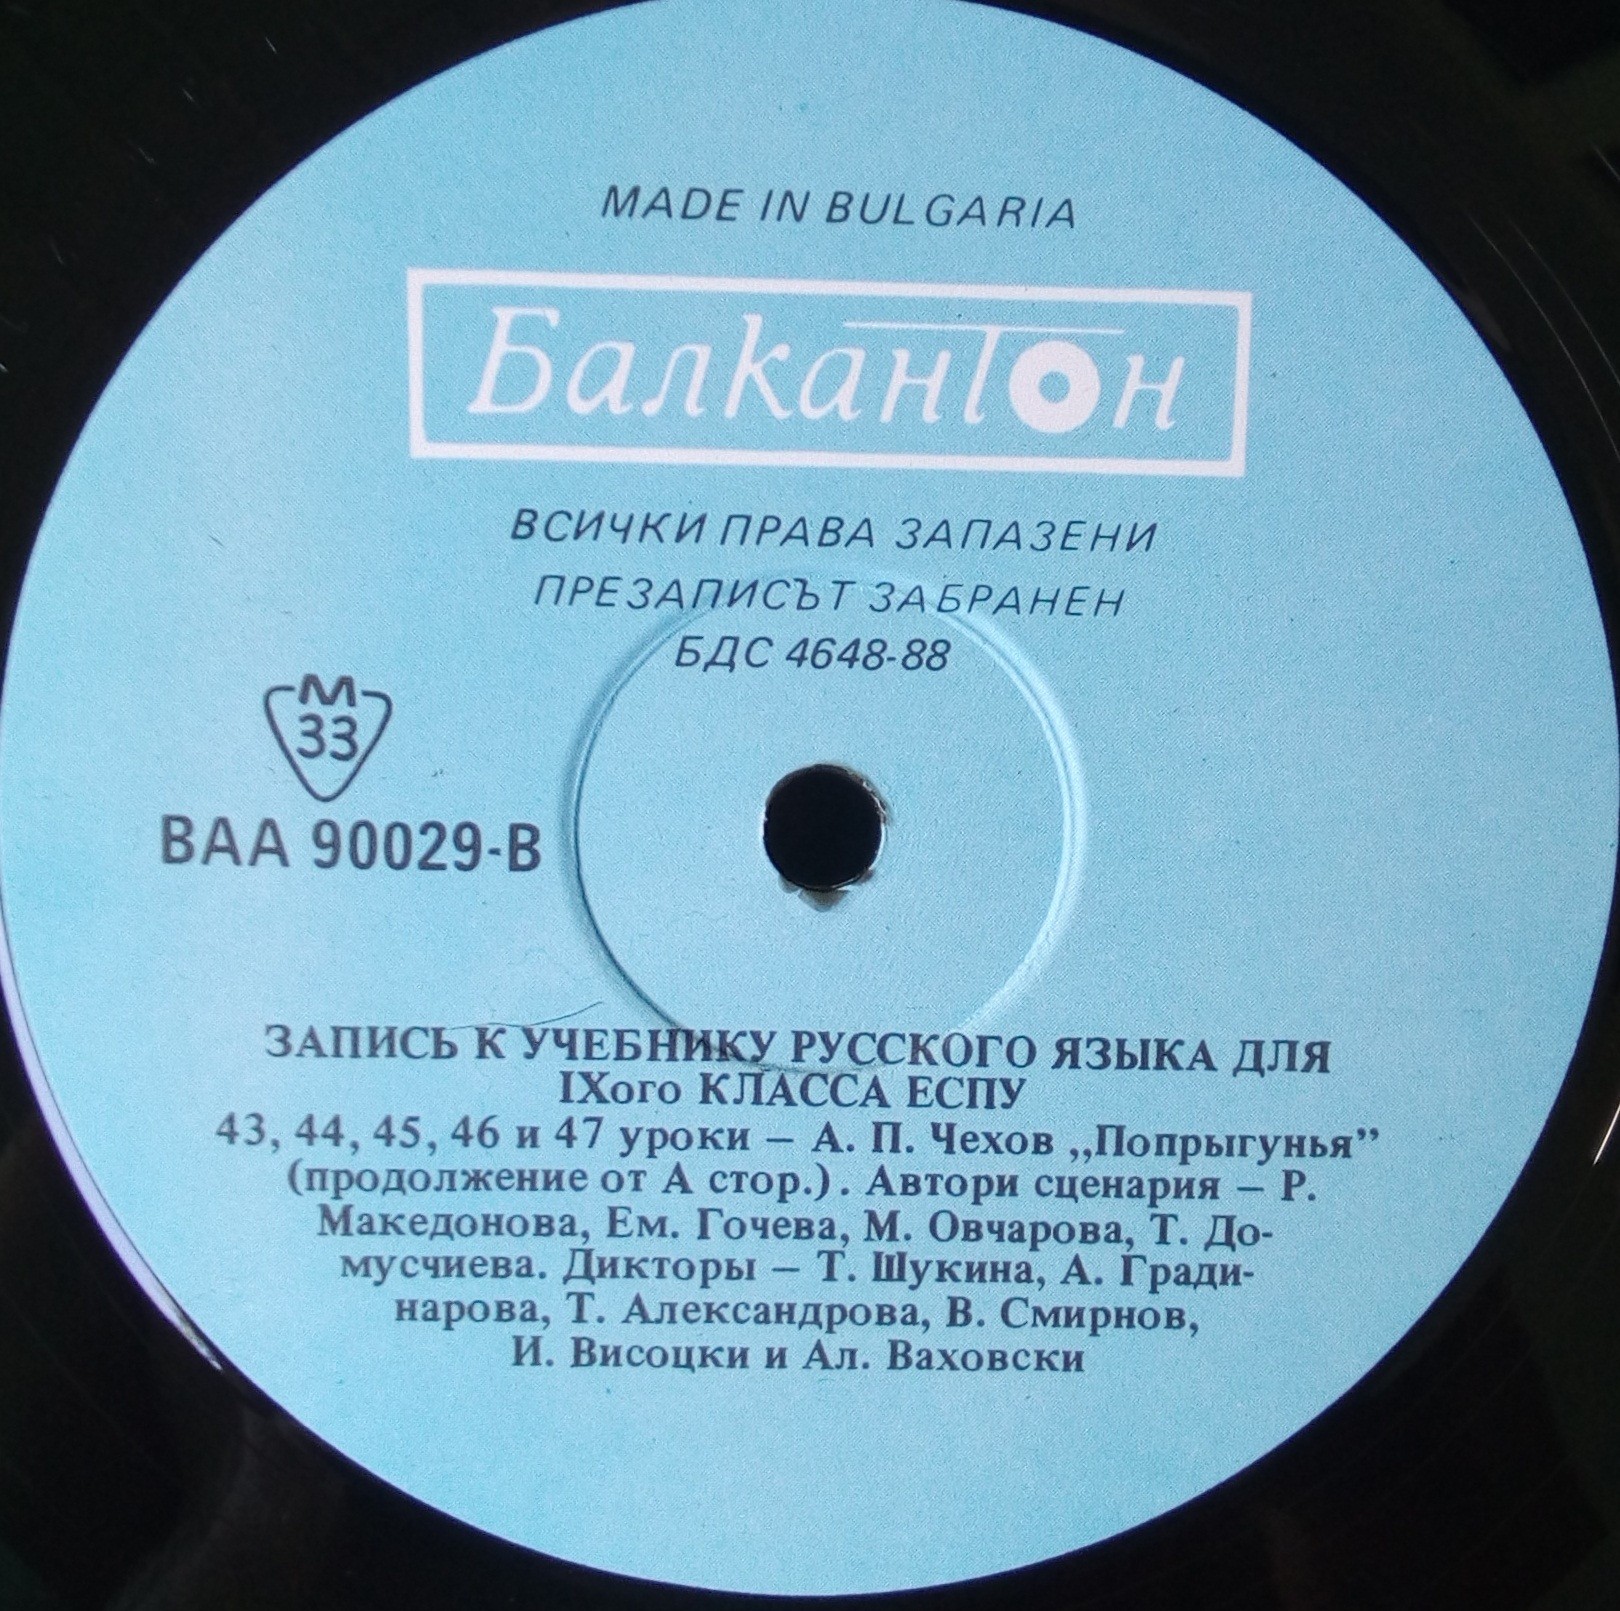 MADE IN BULGARIA
Балкантон
ВСИЧКИ ПРАВА ЗАПАЗЕНИ
ПРЕЗАПИСЪТ ЗАБРАНЕН
БДС 4648-88
М
33
ВАА 90029-В
ЗАПИСЬ К УЧЕБНИКУ РУССКОГО ЯЗЫКА ДЛЯ
IXого КЛАССА ЕСПУ
43, 44, 45, 46 и 47 уроки — А. П. Чехов „Попрыгунья”
(продолжение от А стор.). Автори сценария — Р.
Македонова, Ем. Гочева, М. Овчарова, Т. До-
мусчиева. Дикторы — Т. Шукина, А. Гради-
нарова, Т. Александрова, В. Смирнов,
И. Висоцки и Ал. Ваховски